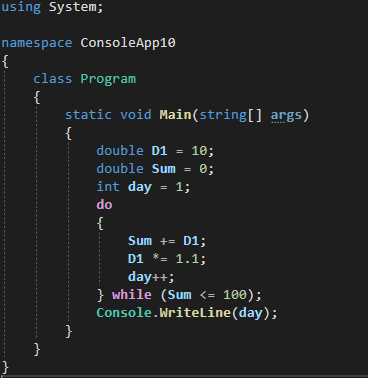 using System;
namespace ConsoleApp10
{
class Program
{
static void Main(string[] args)
{
double D1 = 10;
double Sum = 0;
int day = 1;
do
{
Sum += D1;
D1 *= 1.1;
day++;
} while (Sum <= 100);
Console.WriteLine(day);
}
}
}